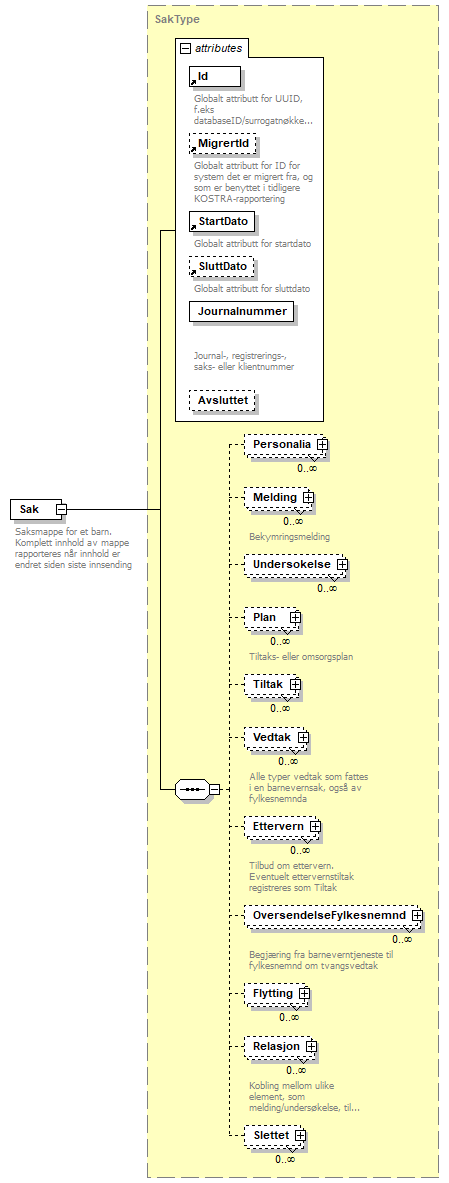 SakType
attributes
Id
Globalt attributt for UUID,
f.eks
databaseID/surrogatnøkke...
MigrertId
Globalt attributt for ID for
system det er migrert fra, og
som er benyttet i tidligere
KOSTRA-rapportering
StartDato
Globalt attributt for startdato
SluttDato
Globalt attributt for sluttdato
Journalnummer
Journal-, registrerings-,
saks- eller klientnummer
Avsluttet
Personalia
0..∞
Melding
0..∞
Bekymringsmelding
Sak
Saksmappe for et barn.
Komplett innhold av mappe
rapporteres når innhold er
endret siden siste innsending
Undersokelse
0..∞
Plan
0..∞
Tiltaks- eller omsorgsplan
Tiltak
0..∞
Vedtak
0..∞
Alle typer vedtak som fattes
i en barnevernsak, også av
fylkesnemnda
Ettervern
0..∞
Tilbud om ettervern.
Eventuelt ettervernstiltak
registreres som Tiltak
OversendelseFylkesnemnd
0..∞
Begjæring fra barneverntjeneste til
fylkesnemnd om tvangsvedtak
Flytting
0..∞
Relasjon
0..∞
Kobling mellom ulike
element, som
melding/undersøkelse, til...
Slettet
0..∞